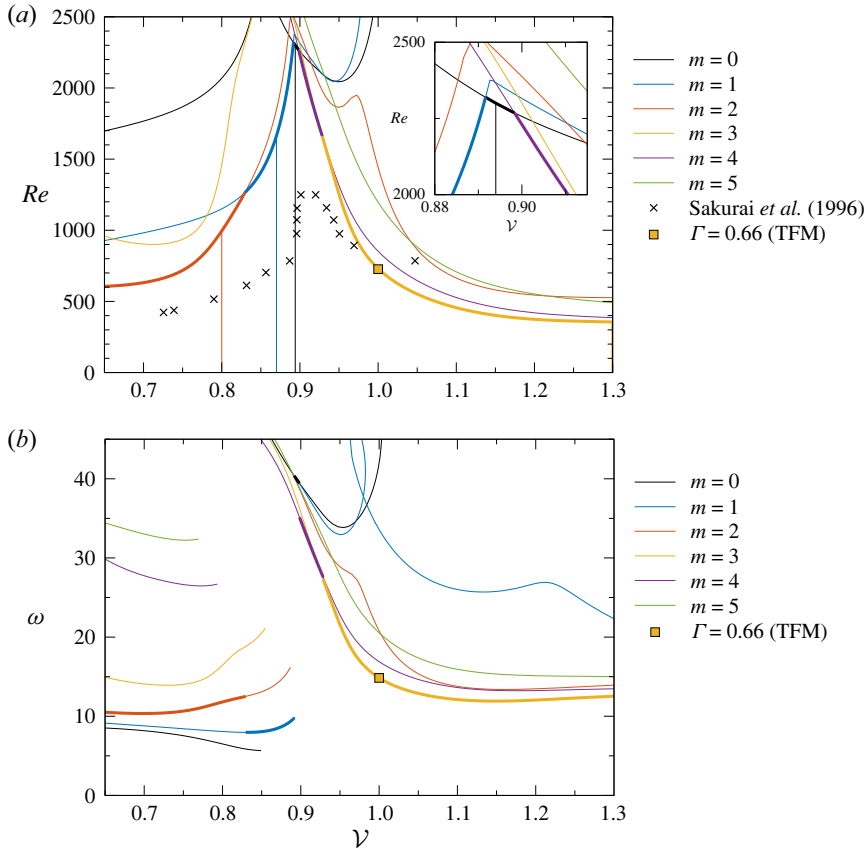 (a)
2500
2000
1500
1000
500
0
Re
0.7 0.8 0.9 1.0 1.1 1.2 1.3
2500
Re
2000
0.88 0.90
𝒱
m = 0
m = 1
m = 2
m = 3
m = 4
m = 5
Sakurai et al. (1996)
Γ = 0.66 (TFM)
(b)
40
30
20
10
0
ω
0.7 0.8 0.9 1.0 1.1 1.2 1.3
𝒱
m = 0
m = 1
m = 2
m = 3
m = 4
m = 5
Γ = 0.66 (TFM)